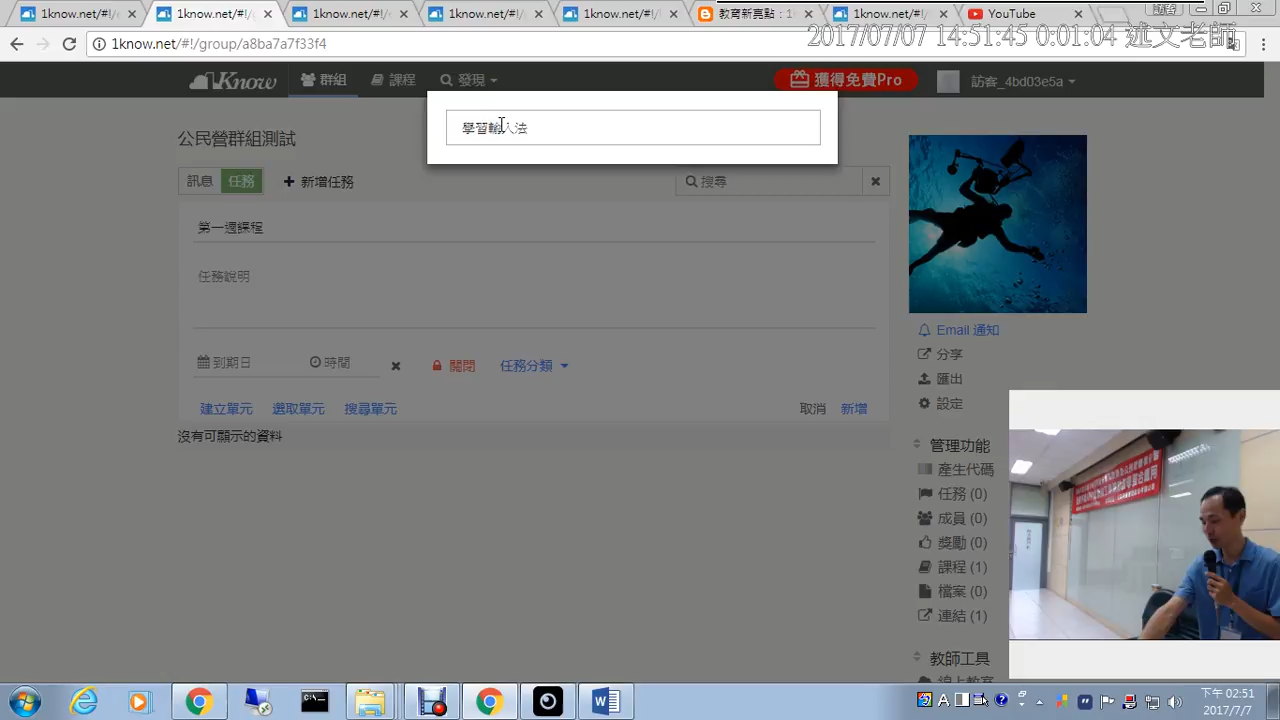 1know.net/#!/
1know.net/#!/
1know.net/#!/
1know.net/#!/
1know.net/#!/
教育新亮點：1
1know.net/#!/
YouTube
訪客
1know.net/#!/group/a8ba7a7f33f4
2017/07/07 14:51:45 0:01:04 述文老師
1Know
群組
課程
發現
獲得免費Pro
訪客_4bd03e5a
學習輸入法
公民營群組測試
訊息
任務
新增任務
搜尋
第一週課程
任務說明
到期日
時間
關閉
任務分類
建立單元
選取單元
搜尋單元
取消
新增
沒有可顯示的資料
Email 通知
分享
匯出
設定
管理功能
產生代碼
任務 (0)
成員 (0)
獎勵 (0)
課程 (1)
檔案 (0)
連結 (1)
教師工具
線上教室
下午 02:51
2017/7/7